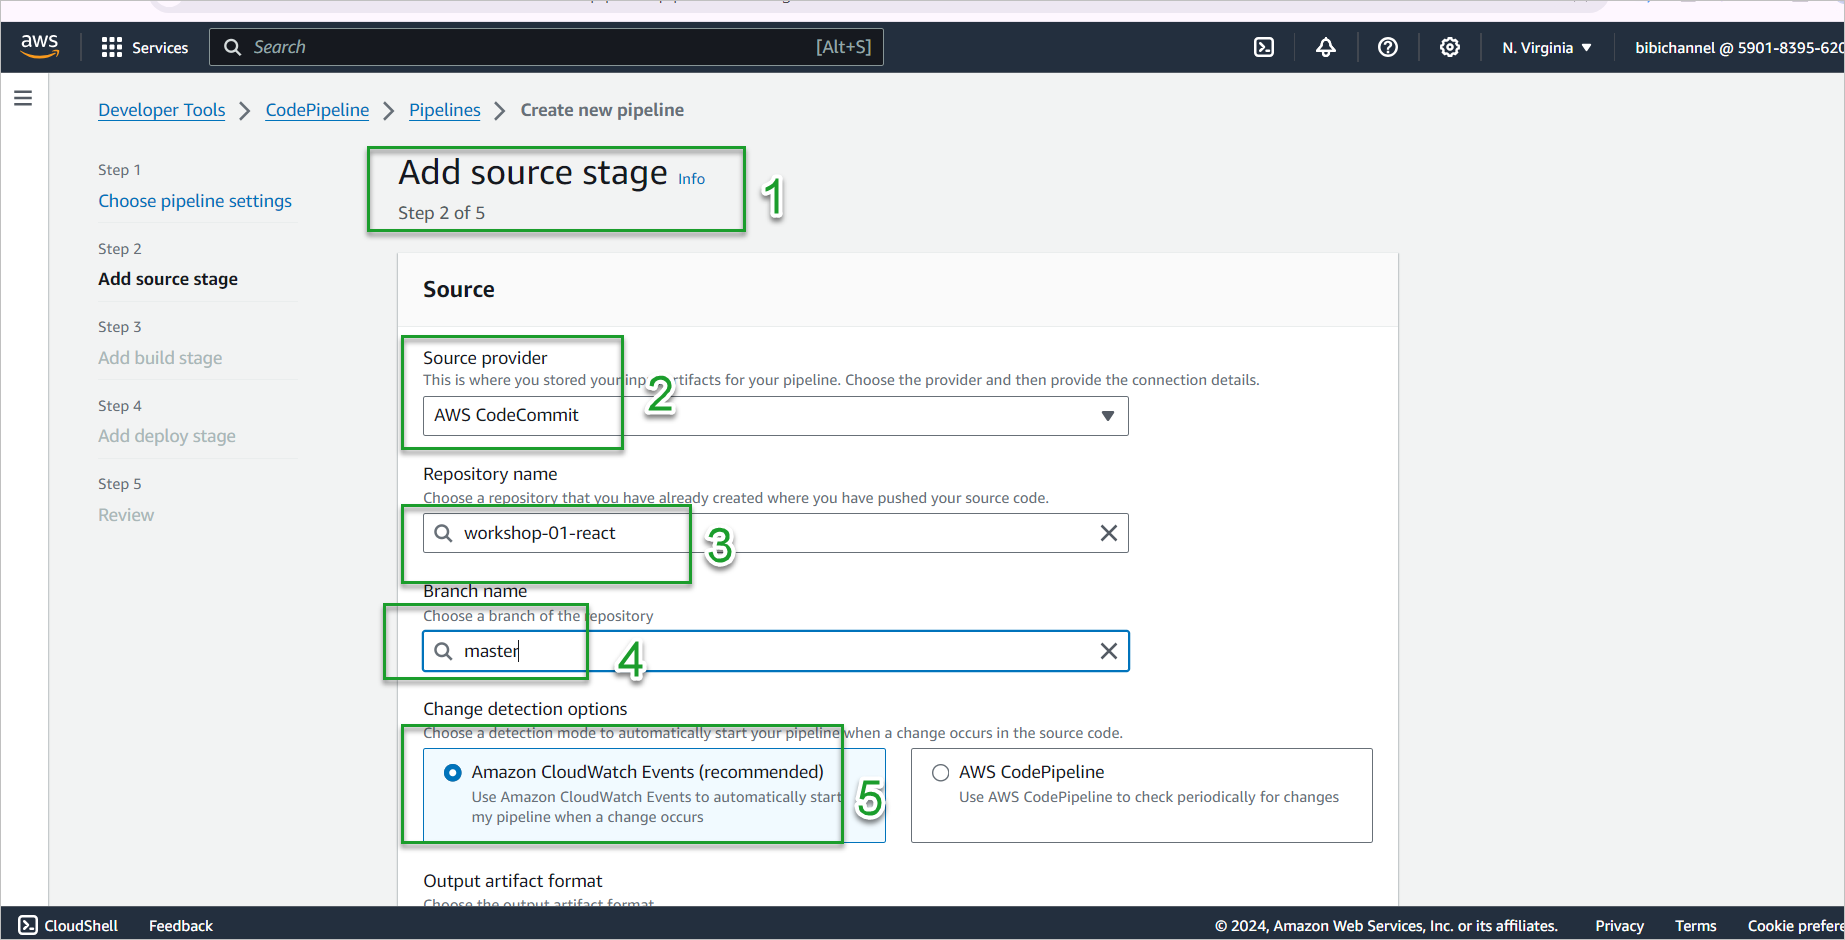 aws
Services
Search
[Alt+S]
N. Virginia
bibichannel @ 5901-8395-620
Developer Tools
CodePipeline
Pipelines
Create new pipeline
Step 1
Choose pipeline settings
Step 2
Add source stage
Step 3
Add build stage
Step 4
Add deploy stage
Step 5
Review
Add source stage Info
Step 2 of 5
1
Source
Source provider
This is where you stored your input artifacts for your pipeline. Choose the provider and then provide the connection details.
AWS CodeCommit
2
Repository name
Choose a repository that you have already created where you have pushed your source code.
workshop-01-react
3
Branch name
Choose a branch of the repository
master
4
Change detection options
Choose a detection mode to automatically start your pipeline when a change occurs in the source code.
Amazon CloudWatch Events (recommended)
Use Amazon CloudWatch Events to automatically start
my pipeline when a change occurs
5
AWS CodePipeline
Use AWS CodePipeline to check periodically for changes
Output artifact format
Choose the output artifact format
CloudShell
Feedback
© 2024, Amazon Web Services, Inc. or its affiliates.
Privacy
Terms
Cookie prefere